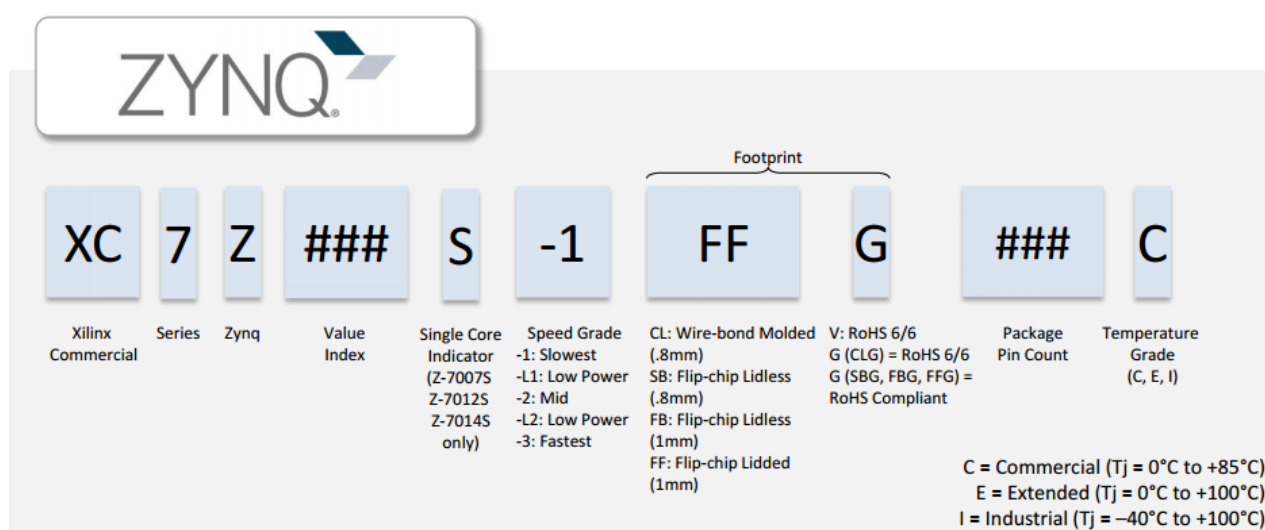 ZYNQ®
Footprint
XC 7 Z ### S -1 FF G ### C
Xilinx
Commercial
Series
Zynq
Value
Index
Single Core
Indicator
(Z-7007S
Z-7012S
Z-7014S
only)
Speed Grade
-1: Slowest
-L1: Low Power
-2: Mid
-L2: Low Power
-3: Fastest
CL: Wire-bond Molded
(.8mm)
SB: Flip-chip Lidless
(.8mm)
FB: Flip-chip Lidless
(1mm)
FF: Flip-chip Lidded
(1mm)
V: RoHS 6/6
G (CLG) = RoHS 6/6
G (SBG, FBG, FFG) =
RoHS Compliant
Package
Pin Count
Temperature
Grade
(C, E, I)
C = Commercial (Tj = 0°C to +85°C)
E = Extended (Tj = 0°C to +100°C)
I = Industrial (Tj = –40°C to +100°C)